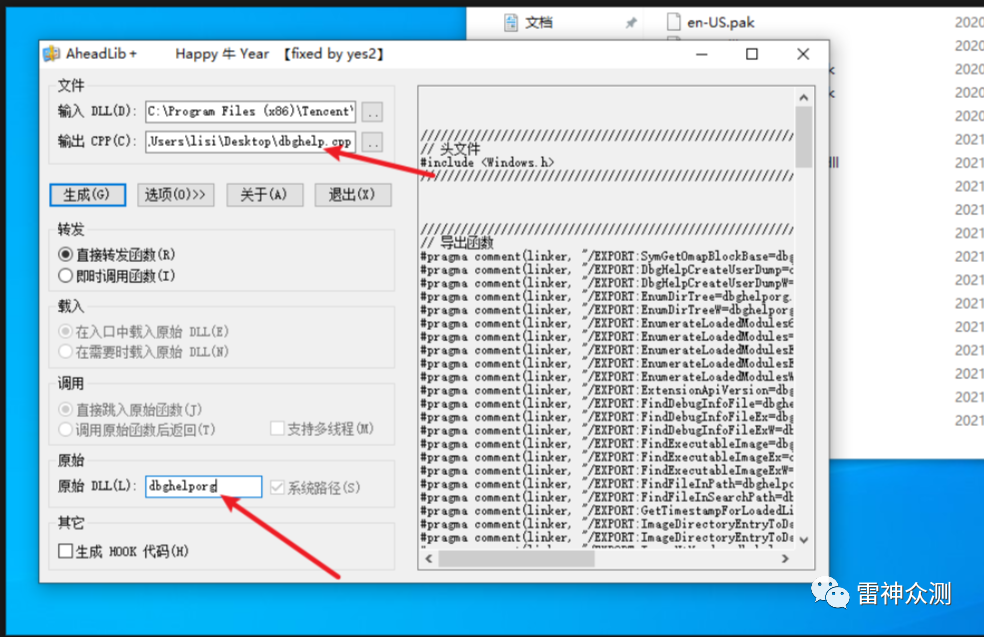 文档
en-US.pak
2020
2020
2020
2020
2020
2021
2021
2021
2021
2021
2021
2021
2021
2021
2021
2021
2021
2021
AheadLib+ Happy 牛 Year 【fixed by yes2】
文件
输入 DLL(D): C:\Program Files (x86)\Tencent\ ..
输出 CPP(C): .Users\lisi\Desktop\dbghelp.cpp ..
生成(G) 选项(O)>> 关于(A) 退出(X)
转发
直接转发函数(R)
即时调用函数(I)
载入
在入口中载入原始 DLL(E)
在需要时载入原始 DLL(N)
调用
直接跳入原始函数(J)
调用原始函数后返回(T) 支持多线程(M)
原始
原始 DLL(L): dbghelporg 系统路径(S)
其它
生成 HOOK 代码(H)
////////////////////////////////////////////////////////
// 头文件
#include <Windows.h>
////////////////////////////////////////////////////////
////////////////////////////////////////////////////////
// 导出函数
#pragma comment(linker, "/EXPORT:SymGetOmapBlockBase=dbg
#pragma comment(linker, "/EXPORT:DbgHelpCreateUserDump=d
#pragma comment(linker, "/EXPORT:DbgHelpCreateUserDumpW=
#pragma comment(linker, "/EXPORT:EnumDirTree=dbghelporg.
#pragma comment(linker, "/EXPORT:EnumDirTreeW=dbghelporg
#pragma comment(linker, "/EXPORT:EnumerateLoadedModules6
#pragma comment(linker, "/EXPORT:EnumerateLoadedModules=
#pragma comment(linker, "/EXPORT:EnumerateLoadedModulesE
#pragma comment(linker, "/EXPORT:EnumerateLoadedModulesE
#pragma comment(linker, "/EXPORT:EnumerateLoadedModulesW
#pragma comment(linker, "/EXPORT:ExtensionApiVersion=dbg
#pragma comment(linker, "/EXPORT:FindDebugInfoFile=dbghe
#pragma comment(linker, "/EXPORT:FindDebugInfoFileEx=dbg
#pragma comment(linker, "/EXPORT:FindDebugInfoFileExW=db
#pragma comment(linker, "/EXPORT:FindExecutableImage=dbg
#pragma comment(linker, "/EXPORT:FindExecutableImageEx=d
#pragma comment(linker, "/EXPORT:FindExecutableImageExW=
#pragma comment(linker, "/EXPORT:FindFileInPath=dbghelpo
#pragma comment(linker, "/EXPORT:FindFileInSearchPath=db
#pragma comment(linker, "/EXPORT:GetTimestampForLoadedLi
#pragma comment(linker, "/EXPORT:ImageDirectoryEntryToDa
#pragma comment(linker, "/EXPORT:ImageDirectoryEntryToDa
雷神众测